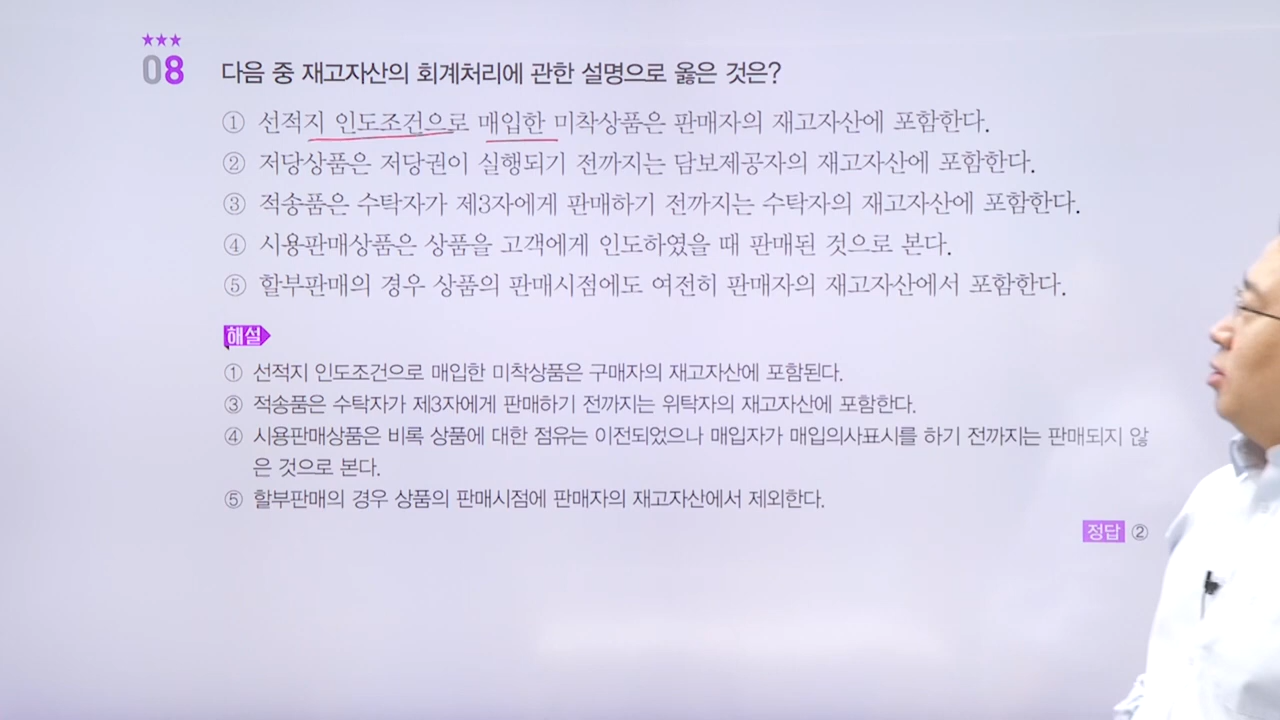 ★★★
08
다음 중 재고자산의 회계처리에 관한 설명으로 옳은 것은?
① 선적지 인도조건으로 매입한 미착상품은 판매자의 재고자산에 포함한다.
② 저당상품은 저당권이 실행되기 전까지는 담보제공자의 재고자산에 포함한다.
③ 적송품은 수탁자가 제3자에게 판매하기 전까지는 수탁자의 재고자산에 포함한다.
④ 시용판매상품은 상품을 고객에게 인도하였을 때 판매된 것으로 본다.
⑤ 할부판매의 경우 상품의 판매시점에도 여전히 판매자의 재고자산에서 포함한다.
해설
① 선적지 인도조건으로 매입한 미착상품은 구매자의 재고자산에 포함된다.
③ 적송품은 수탁자가 제3자에게 판매하기 전까지는 위탁자의 재고자산에 포함한다.
④ 시용판매상품은 비록 상품에 대한 점유는 이전되었으나 매입자가 매입의사표시를 하기 전까지는 판매되지 않
은 것으로 본다.
⑤ 할부판매의 경우 상품의 판매시점에 판매자의 재고자산에서 제외한다.
정답 ②